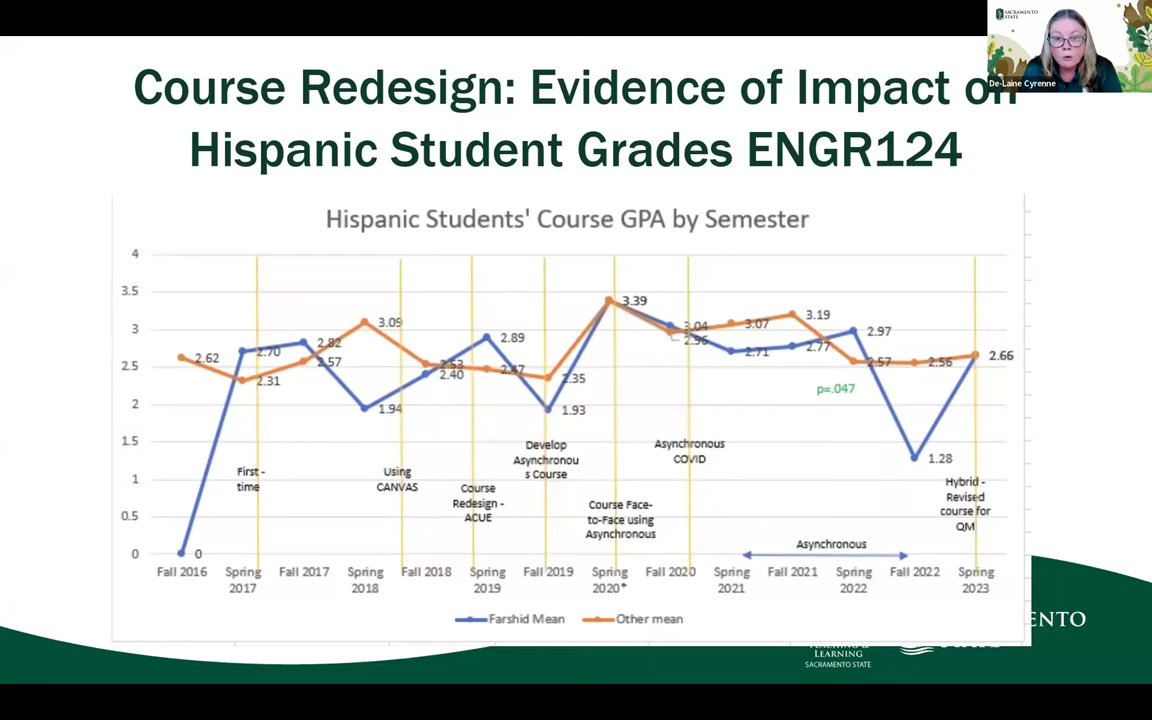 SACRAMENTO
STATE
De-Laine Cyrenne
Course Redesign: Evidence of Impact on
Hispanic Student Grades ENGR124
Hispanic Students' Course GPA by Semester
4
3.5
3
2.5
2
1.5
1
0.5
0
2.62
2.70
2.31
2.82
2.57
3.09
1.94
2.53
2.40
2.89
2.47
2.35
1.93
3.39
3.04
2.96
3.07
2.71
3.19
2.77
2.97
2.57
2.56
1.28
2.66
0
p=.047
First -
time
Using
CANVAS
Course
Redesign -
ACUE
Develop
Asynchronou
s Course
Course Face-
to-Face using
Asynchronous
Asynchronous
COVID
Asynchronous
Hybrid -
Revised
course for
QM
Fall 2016
Spring
2017
Fall 2017
Spring
2018
Fall 2018
Spring
2019
Fall 2019
Spring
2020*
Fall 2020
Spring
2021
Fall 2021
Spring
2022
Fall 2022
Spring
2023
Farshid Mean
Other mean
ENTO
LEARNING
SACRAMENTO STATE